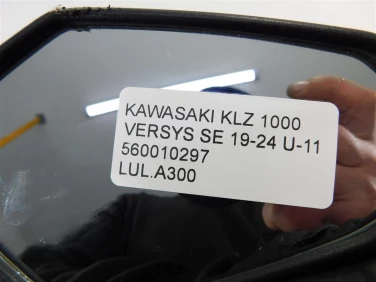 KAWASAKI KLZ 1000
VERSYS SE 19-24 U-11
560010297
LUL.A300